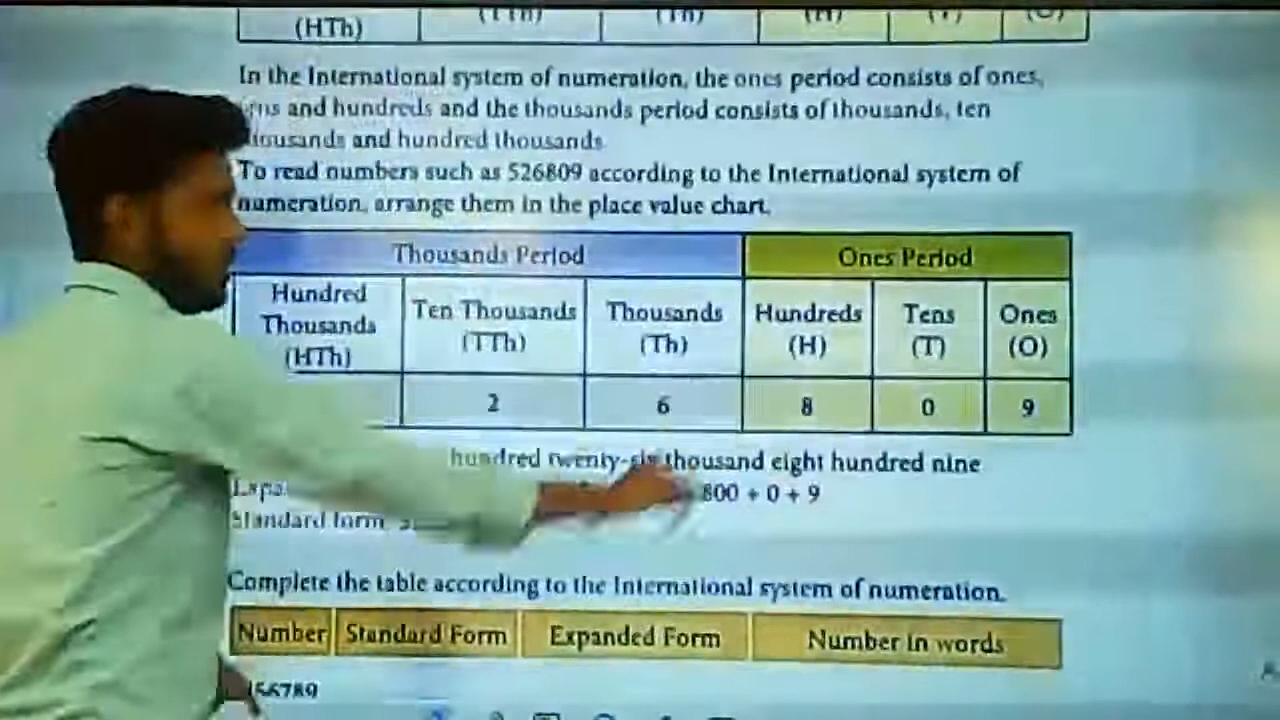 (HTh) (TTh) (Th) (H) (T) (O)
In the International system of numeration, the ones period consists of ones,
and hundreds and the thousands period consists of thousands, ten
thousands and hundred thousands
To read numbers such as 526809 according to the International system of
numeration, arrange them in the place value chart.
Thousands Period Ones Period
Hundred Thousands (HTh) Ten Thousands (TTh) Thousands (Th) Hundreds (H) Tens (T) Ones (O)
2 6 8 0 9
hundred twenty-six thousand eight hundred nine
800 + 0 + 9
Standard form
Complete the table according to the International system of numeration.
Number Standard Form Expanded Form Number in words
56789